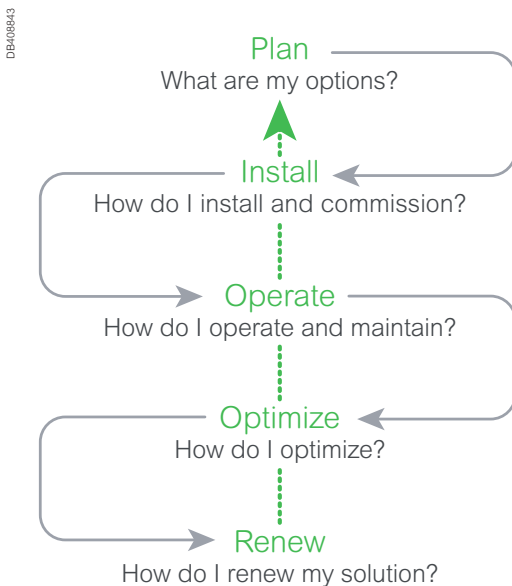 DB408843
Plan
What are my options?
Install
How do I install and commission?
Operate
How do I operate and maintain?
Optimize
How do I optimize?
Renew
How do I renew my solution?